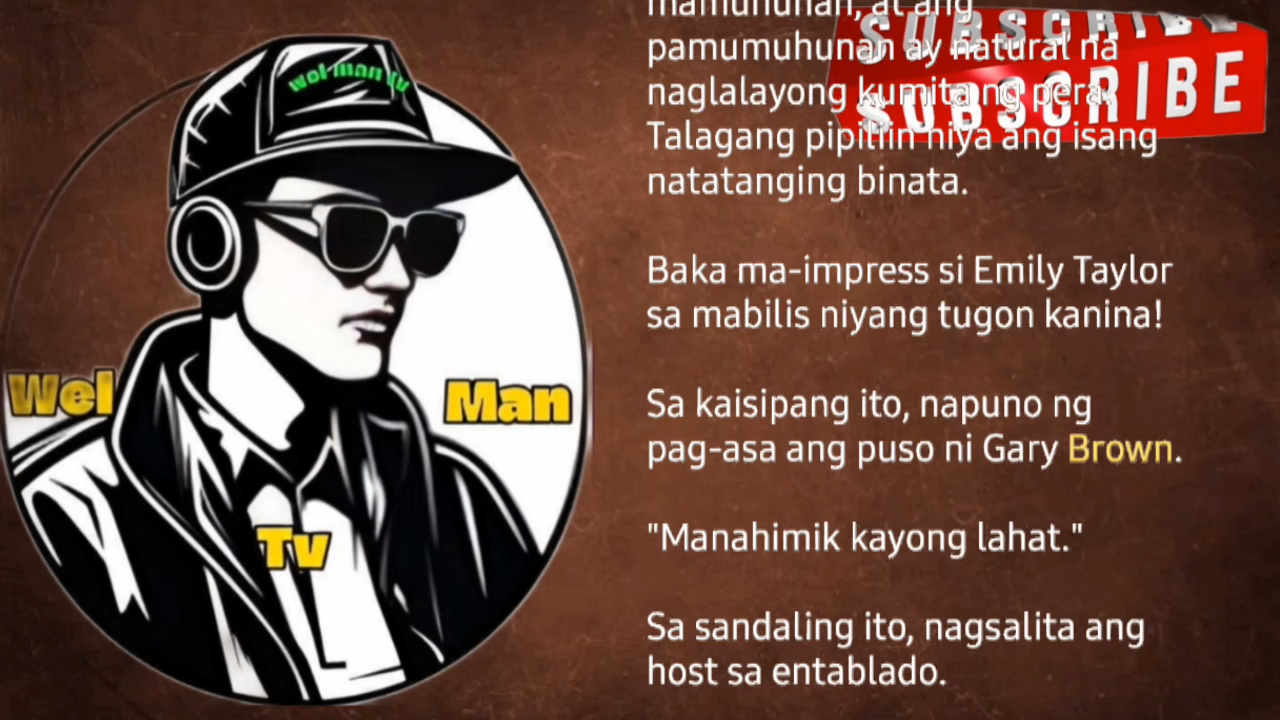 mamuhunan, at ang
pamumuhunan ay natural na
naglalayong kumita ng pera.
Talagang pipiliin niya ang isang
natatanging binata.
Baka ma-impress si Emily Taylor
sa mabilis niyang tugon kanina!
Sa kaisipang ito, napuno ng
pag-asa ang puso ni Gary Brown.
"Manahimik kayong lahat."
Sa sandaling ito, nagsalita ang
host sa entablado.
SUBSCRIBE
SUBSCRIBE
wel man tv
Wel
Man
Tv